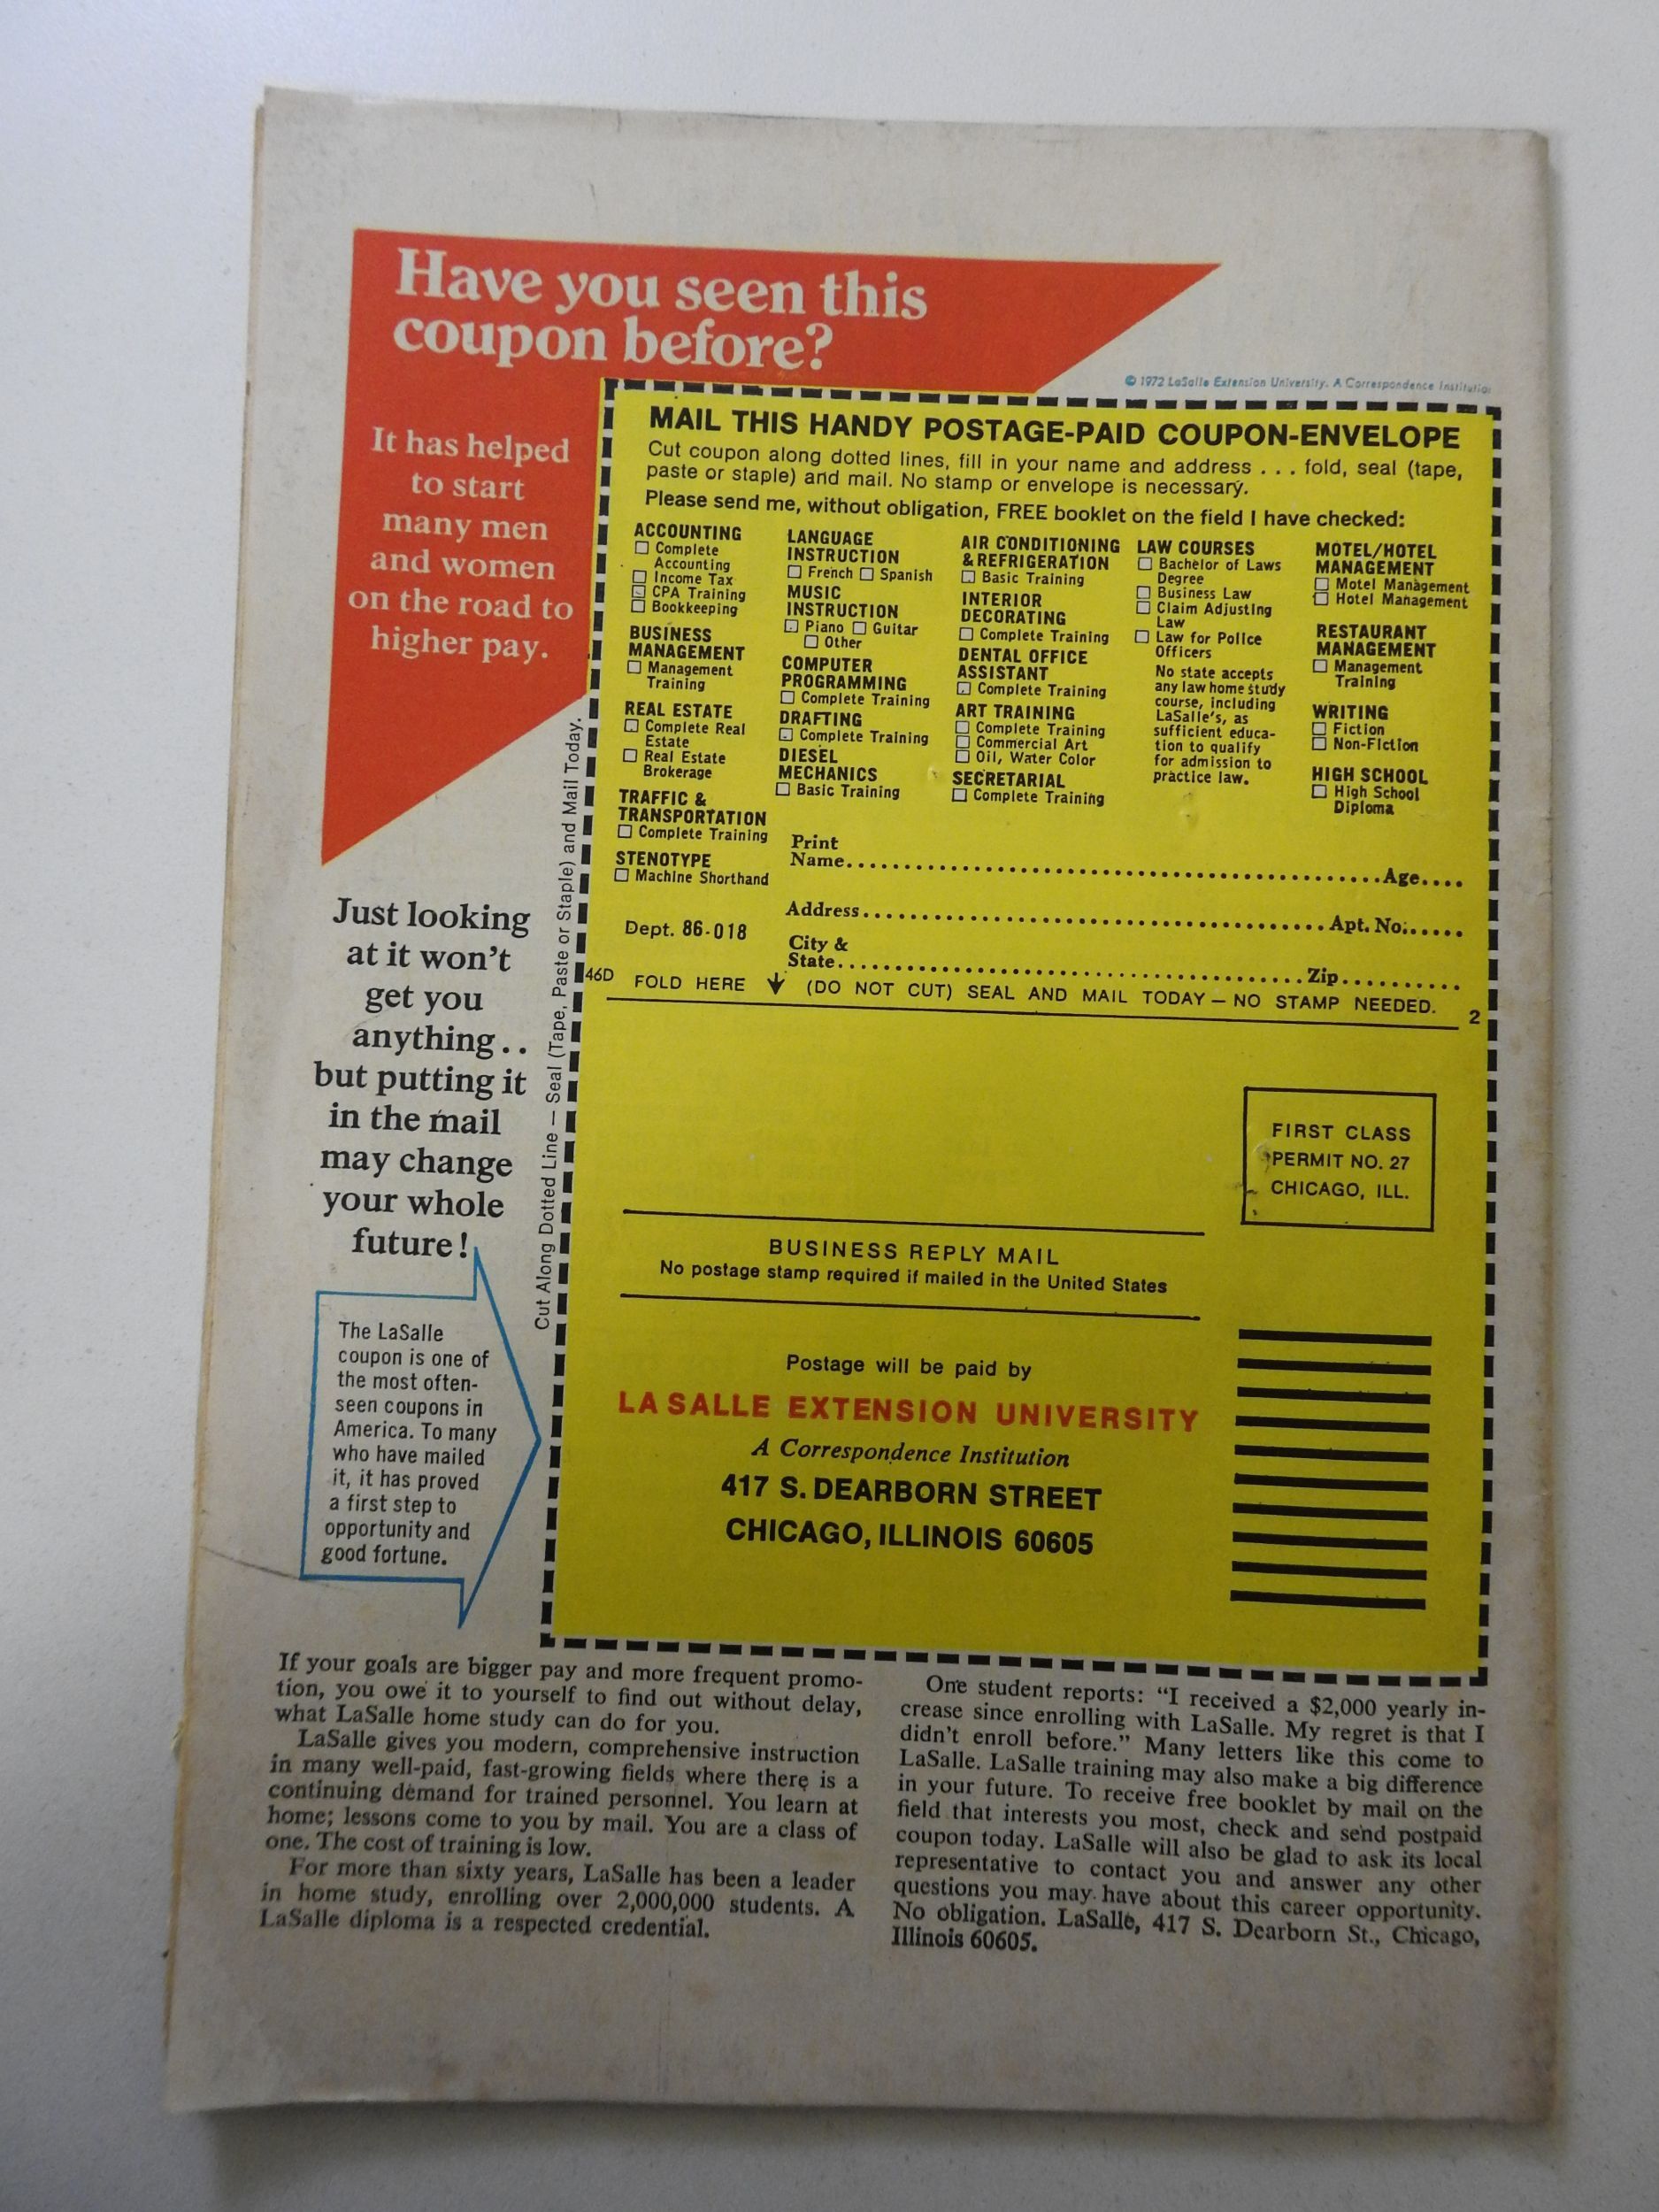 Have you seen this
coupon before?
It has helped
to start
many men
and women
on the road to
higher pay.
Just looking
at it won't
get you
anything..
but putting it
in the mail
may change
your whole
future!
The LaSalle
coupon is one of
the most often-
seen coupons in
America. To many
who have mailed
it, it has proved
a first step to
opportunity and
good fortune.
Cut Along Dotted Line — Seal (Tape, Paste or Staple) and Mail Today.
© 1972 LaSalle Extension University. A Correspondence Institution
MAIL THIS HANDY POSTAGE-PAID COUPON-ENVELOPE
Cut coupon along dotted lines, fill in your name and address . . . fold, seal (tape,
paste or staple) and mail. No stamp or envelope is necessary.
Please send me, without obligation, FREE booklet on the field I have checked:
ACCOUNTING
☐ Complete
Accounting
☐ Income Tax
☐ CPA Training
☐ Bookkeeping
BUSINESS
MANAGEMENT
☐ Management
Training
REAL ESTATE
☐ Complete Real
Estate
☐ Real Estate
Brokerage
TRAFFIC &
TRANSPORTATION
☐ Complete Training
STENOTYPE
☐ Machine Shorthand
LANGUAGE
INSTRUCTION
☐ French ☐ Spanish
MUSIC
INSTRUCTION
☐ Piano ☐ Guitar
☐ Other
COMPUTER
PROGRAMMING
☐ Complete Training
DRAFTING
☐ Complete Training
DIESEL
MECHANICS
☐ Basic Training
AIR CONDITIONING
& REFRIGERATION
☐ Basic Training
INTERIOR
DECORATING
☐ Complete Training
DENTAL OFFICE
ASSISTANT
☐ Complete Training
ART TRAINING
☐ Complete Training
☐ Commercial Art
☐ Oil, Water Color
SECRETARIAL
☐ Complete Training
LAW COURSES
☐ Bachelor of Laws
Degree
☐ Business Law
☐ Claim Adjusting
Law
☐ Law for Police
Officers
No state accepts
any law home study
course, including
LaSalle's, as
sufficient educa-
tion to qualify
for admission to
practice law.
MOTEL/HOTEL
MANAGEMENT
☐ Motel Management
☐ Hotel Management
RESTAURANT
MANAGEMENT
☐ Management
Training
WRITING
☐ Fiction
☐ Non-Fiction
HIGH SCHOOL
☐ High School
Diploma
Print
Name.......................................................Age....
Address................................................Apt. No......
Dept. 86-018
City &
State................................................Zip..........
46D FOLD HERE ↓ (DO NOT CUT) SEAL AND MAIL TODAY — NO STAMP NEEDED. 2
FIRST CLASS
PERMIT NO. 27
CHICAGO, ILL.
BUSINESS REPLY MAIL
No postage stamp required if mailed in the United States
Postage will be paid by
LA SALLE EXTENSION UNIVERSITY
A Correspondence Institution
417 S. DEARBORN STREET
CHICAGO, ILLINOIS 60605
If your goals are bigger pay and more frequent promo-
tion, you owe it to yourself to find out without delay,
what LaSalle home study can do for you.
LaSalle gives you modern, comprehensive instruction
in many well-paid, fast-growing fields where there is a
continuing demand for trained personnel. You learn at
home; lessons come to you by mail. You are a class of
one. The cost of training is low.
For more than sixty years, LaSalle has been a leader
in home study, enrolling over 2,000,000 students. A
LaSalle diploma is a respected credential.
One student reports: "I received a $2,000 yearly in-
crease since enrolling with LaSalle. My regret is that I
didn't enroll before." Many letters like this come to
LaSalle. LaSalle training may also make a big difference
in your future. To receive free booklet by mail on the
field that interests you most, check and send postpaid
coupon today. LaSalle will also be glad to ask its local
representative to contact you and answer any other
questions you may have about this career opportunity.
No obligation. LaSalle, 417 S. Dearborn St., Chicago,
Illinois 60605.